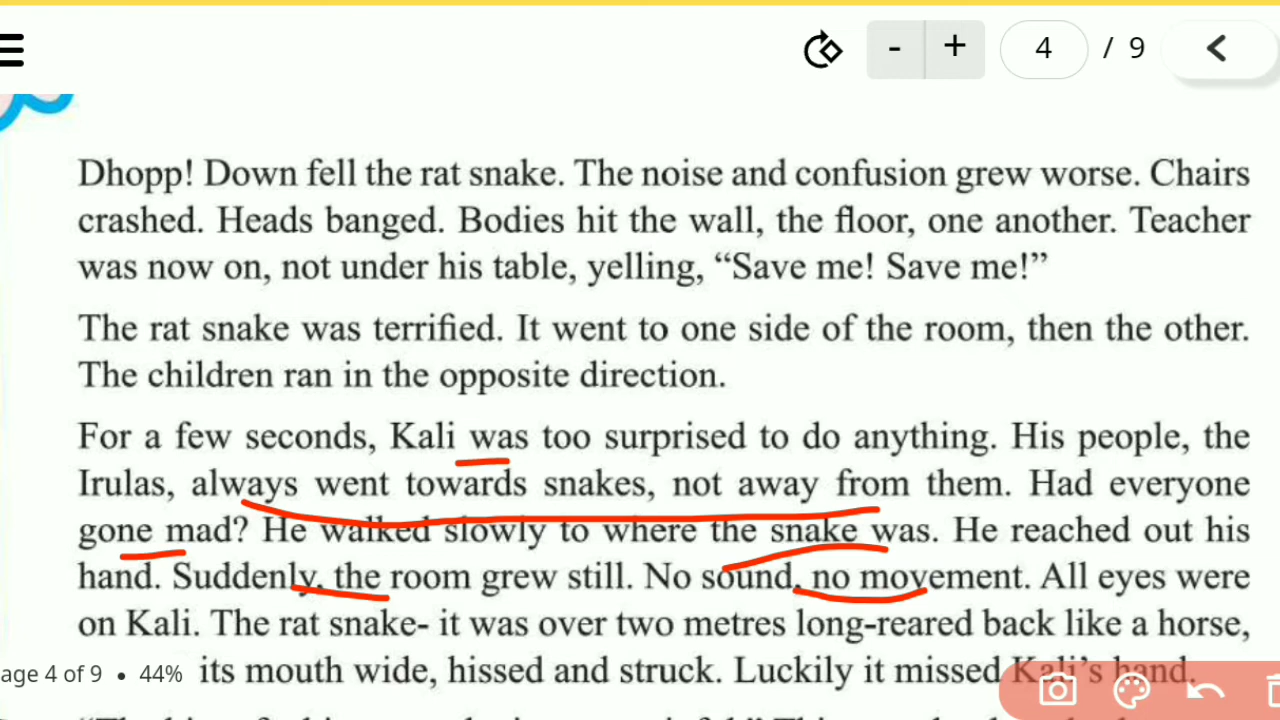 - + 4 / 9
Dhopp! Down fell the rat snake. The noise and confusion grew worse. Chairs
crashed. Heads banged. Bodies hit the wall, the floor, one another. Teacher
was now on, not under his table, yelling, “Save me! Save me!”
The rat snake was terrified. It went to one side of the room, then the other.
The children ran in the opposite direction.
For a few seconds, Kali was too surprised to do anything. His people, the
Irulas, always went towards snakes, not away from them. Had everyone
gone mad? He walked slowly to where the snake was. He reached out his
hand. Suddenly, the room grew still. No sound, no movement. All eyes were
on Kali. The rat snake- it was over two metres long-reared back like a horse,
its mouth wide, hissed and struck. Luckily it missed Kali’s hand.
age 4 of 9 • 44%